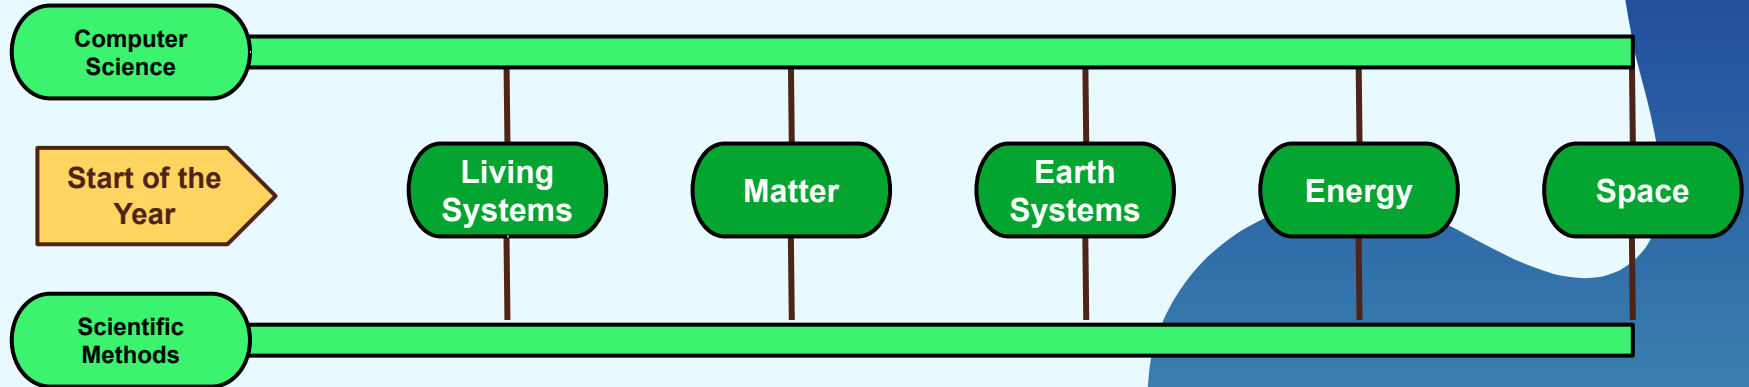 Computer
Science
Start of the
Year
Living
Systems
Matter
Earth
Systems
Energy
Space
Scientific
Methods